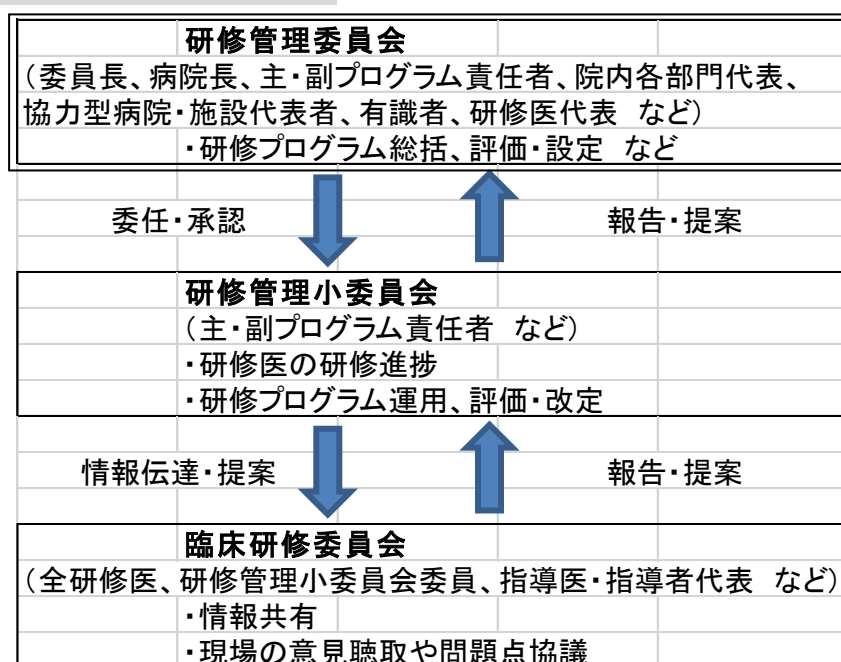 研修管理委員会
（委員長、病院長、主・副プログラム責任者、院内各部門代表、
協力型病院・施設代表者、有識者、研修医代表　など）
・研修プログラム総括、評価・設定　など
委任・承認　報告・提案
研修管理小委員会
（主・副プログラム責任者　など）
・研修医の研修進捗
・研修プログラム運用、評価・改定
情報伝達・提案　報告・提案
臨床研修委員会
（全研修医、研修管理小委員会委員、指導医・指導者代表　など）
・情報共有
・現場の意見聴取や問題点協議